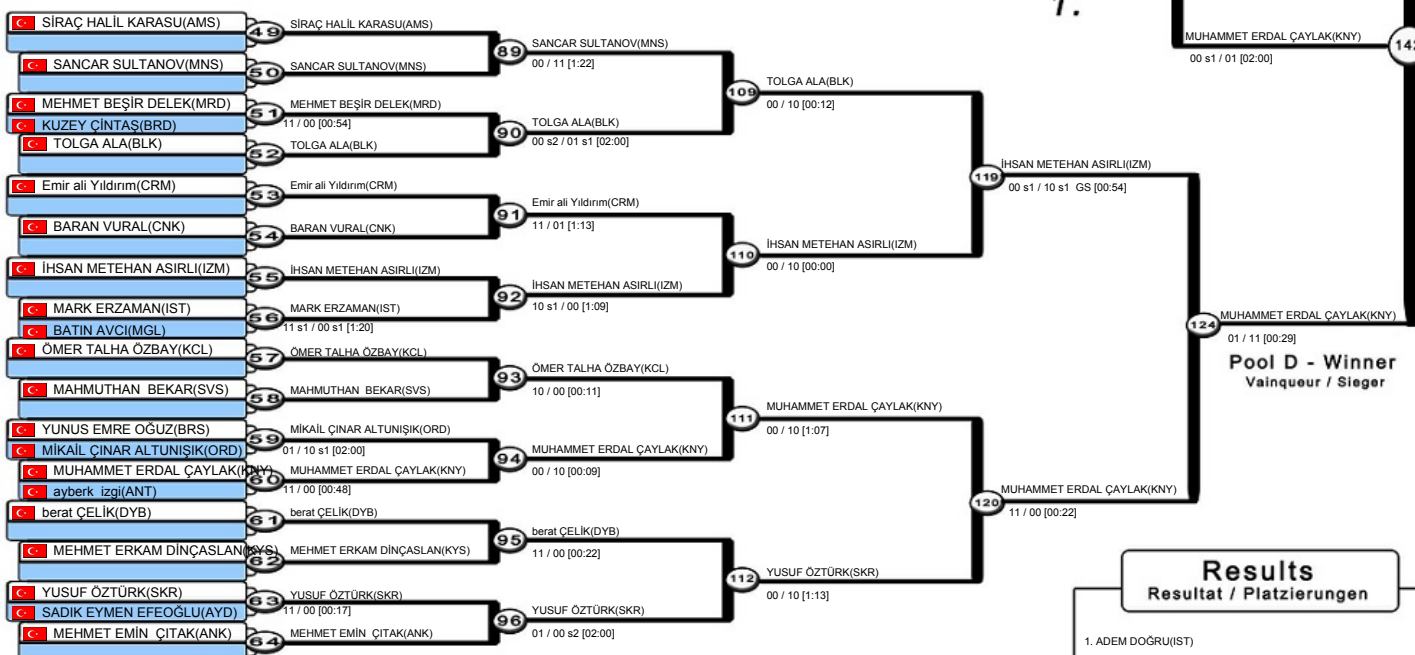 1.
SİRAÇ HALİL KARASU(AMS)
SANCAR SULTANOV(MNS)
MEHMET BEŞİR DELEK(MRD)
KUZEY ÇİNTAŞ(BRD)
TOLGA ALA(BLK)
Emir ali Yıldırım(CRM)
BARAN VURAL(CNK)
İHSAN METEHAN ASIRLI(IZM)
MARK ERZAMAN(IST)
BATIN AVCI(MGL)
ÖMER TALHA ÖZBAY(KCL)
MAHMUTHAN BEKAR(SVS)
YUNUS EMRE OĞUZ(BRS)
MİKAİL ÇINAR ALTUNIŞIK(ORD)
MUHAMMET ERDAL ÇAYLAK(KNY)
ayberk izgi(ANT)
berat ÇELİK(DYB)
MEHMET ERKAM DİNÇASLAN(KYS)
YUSUF ÖZTÜRK(SKR)
SADIK EYMEN EFEOĞLU(AYD)
MEHMET EMİN ÇITAK(ANK)
49
SİRAÇ HALİL KARASU(AMS)
50
SANCAR SULTANOV(MNS)
51
MEHMET BEŞİR DELEK(MRD)
11 / 00 [00:54]
52
TOLGA ALA(BLK)
53
Emir ali Yıldırım(CRM)
54
BARAN VURAL(CNK)
55
İHSAN METEHAN ASIRLI(IZM)
56
MARK ERZAMAN(IST)
11 s1 / 00 s1 [1:20]
57
ÖMER TALHA ÖZBAY(KCL)
58
MAHMUTHAN BEKAR(SVS)
59
MİKAİL ÇINAR ALTUNIŞIK(ORD)
01 / 10 s1 [02:00]
60
MUHAMMET ERDAL ÇAYLAK(KNY)
11 / 00 [00:48]
61
berat ÇELİK(DYB)
62
MEHMET ERKAM DİNÇASLAN(KYS)
63
YUSUF ÖZTÜRK(SKR)
11 / 00 [00:17]
64
MEHMET EMİN ÇITAK(ANK)
89
SANCAR SULTANOV(MNS)
00 / 11 [1:22]
90
TOLGA ALA(BLK)
00 s2 / 01 s1 [02:00]
91
Emir ali Yıldırım(CRM)
11 / 01 [1:13]
92
İHSAN METEHAN ASIRLI(IZM)
10 s1 / 00 [1:09]
93
ÖMER TALHA ÖZBAY(KCL)
10 / 00 [00:11]
94
MUHAMMET ERDAL ÇAYLAK(KNY)
00 / 10 [00:09]
95
berat ÇELİK(DYB)
11 / 00 [00:22]
96
YUSUF ÖZTÜRK(SKR)
01 / 00 s2 [02:00]
109
TOLGA ALA(BLK)
00 / 10 [00:12]
110
İHSAN METEHAN ASIRLI(IZM)
00 / 10 [00:00]
111
MUHAMMET ERDAL ÇAYLAK(KNY)
00 / 10 [1:07]
112
YUSUF ÖZTÜRK(SKR)
00 / 10 [1:13]
119
İHSAN METEHAN ASIRLI(IZM)
00 s1 / 10 s1 GS [00:54]
120
MUHAMMET ERDAL ÇAYLAK(KNY)
11 / 00 [00:22]
124
MUHAMMET ERDAL ÇAYLAK(KNY)
01 / 11 [00:29]
Pool D - Winner
Vainqueur / Sieger
MUHAMMET ERDAL ÇAYLAK(KNY)
00 s1 / 01 [02:00]
Results
Resultat / Platzierungen
1. ADEM DOĞRU(IST)